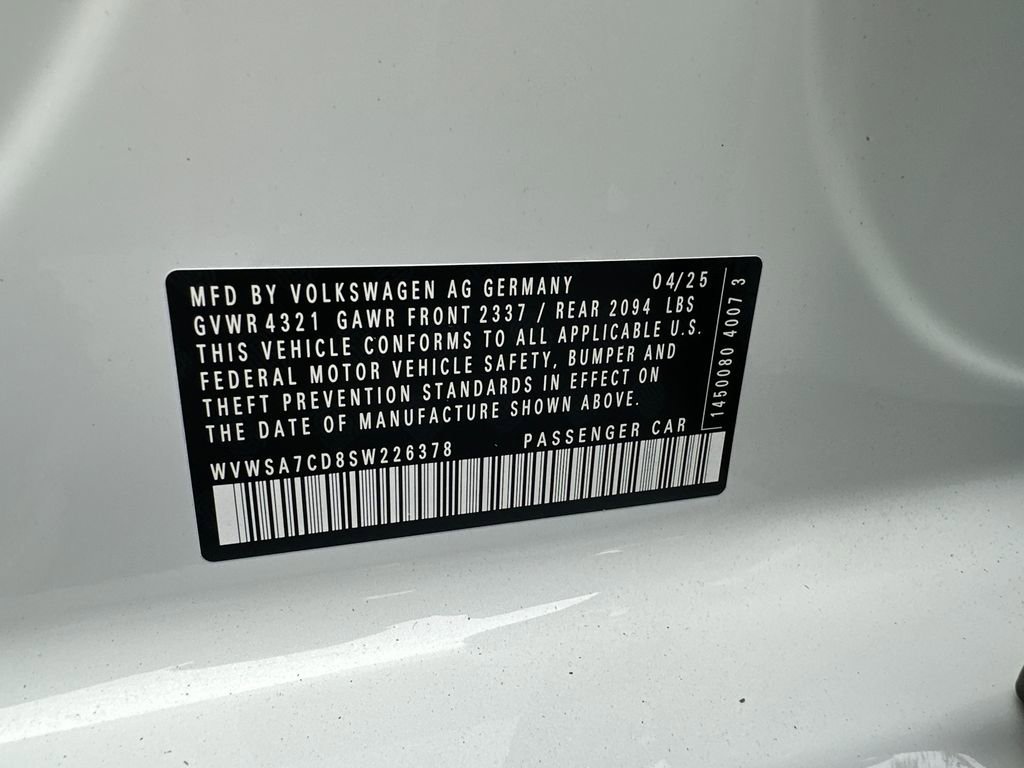 MFD BY VOLKSWAGEN AG GERMANY 04/25
GVWR 4321 GAWR FRONT 2337 / REAR 2094 LBS
THIS VEHICLE CONFORMS TO ALL APPLICABLE U.S.
FEDERAL MOTOR VEHICLE SAFETY, BUMPER AND
THEFT PREVENTION STANDARDS IN EFFECT ON
THE DATE OF MANUFACTURE SHOWN ABOVE.
WVWSA7CD8SW226378 PASSENGER CAR
1450080 4007 3